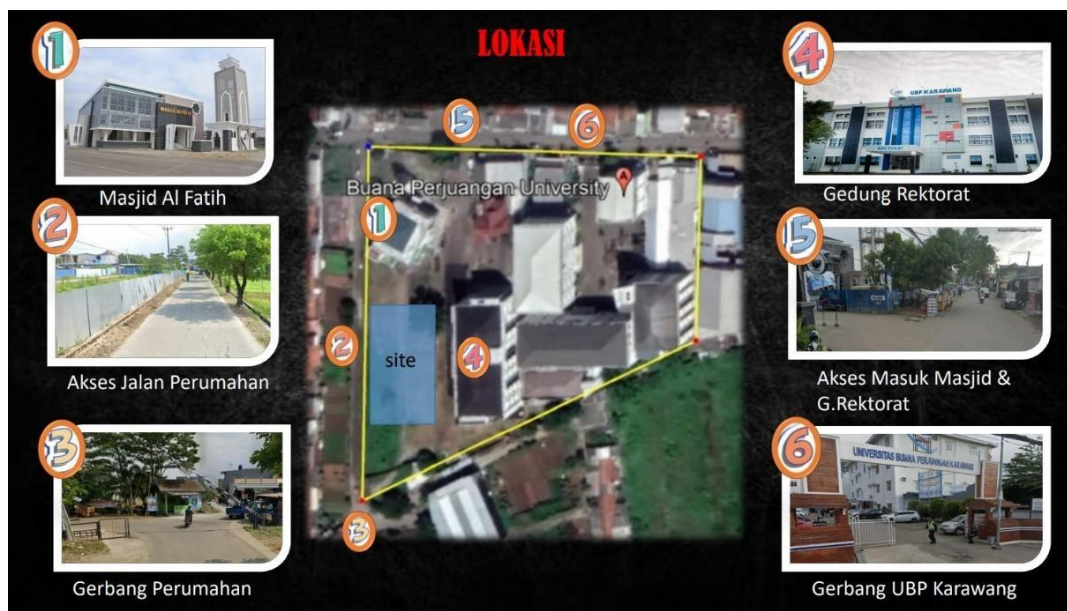 LOKASI
1
Masjid Al Fatih
2
Akses Jalan Perumahan
3
Gerbang Perumahan
5
6
Buana Perjuangan University
A
1
2
site
4
3
4
UBP KARAWANG
REKTORAT
Gedung Rektorat
5
Akses Masuk Masjid &
G.Rektorat
6
UNIVERSITAS BUANA PERJUANGAN KARAWANG
Gerbang UBP Karawang